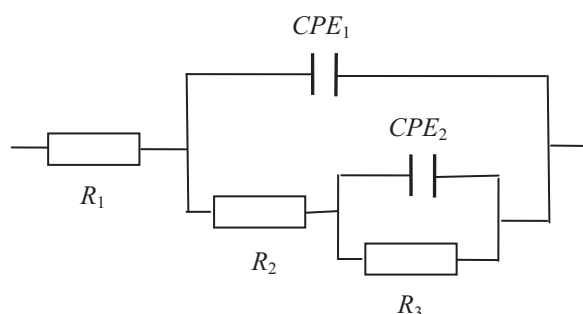 CPE₁
CPE₂
R₁
R₂
R₃